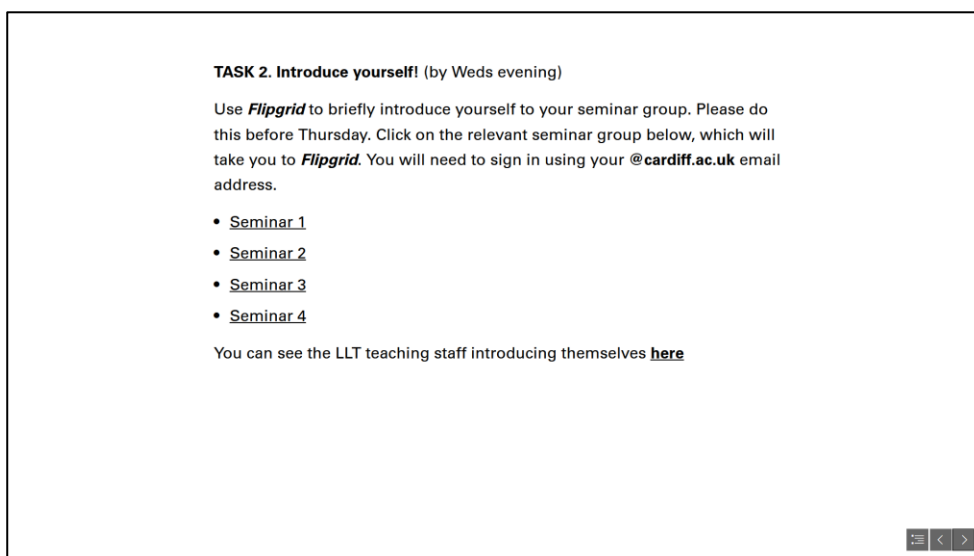 TASK 2. Introduce yourself! (by Weds evening)
Use Flipgrid to briefly introduce yourself to your seminar group. Please do
this before Thursday. Click on the relevant seminar group below, which will
take you to Flipgrid. You will need to sign in using your @cardiff.ac.uk email
address.
• Seminar 1
• Seminar 2
• Seminar 3
• Seminar 4
You can see the LLT teaching staff introducing themselves here